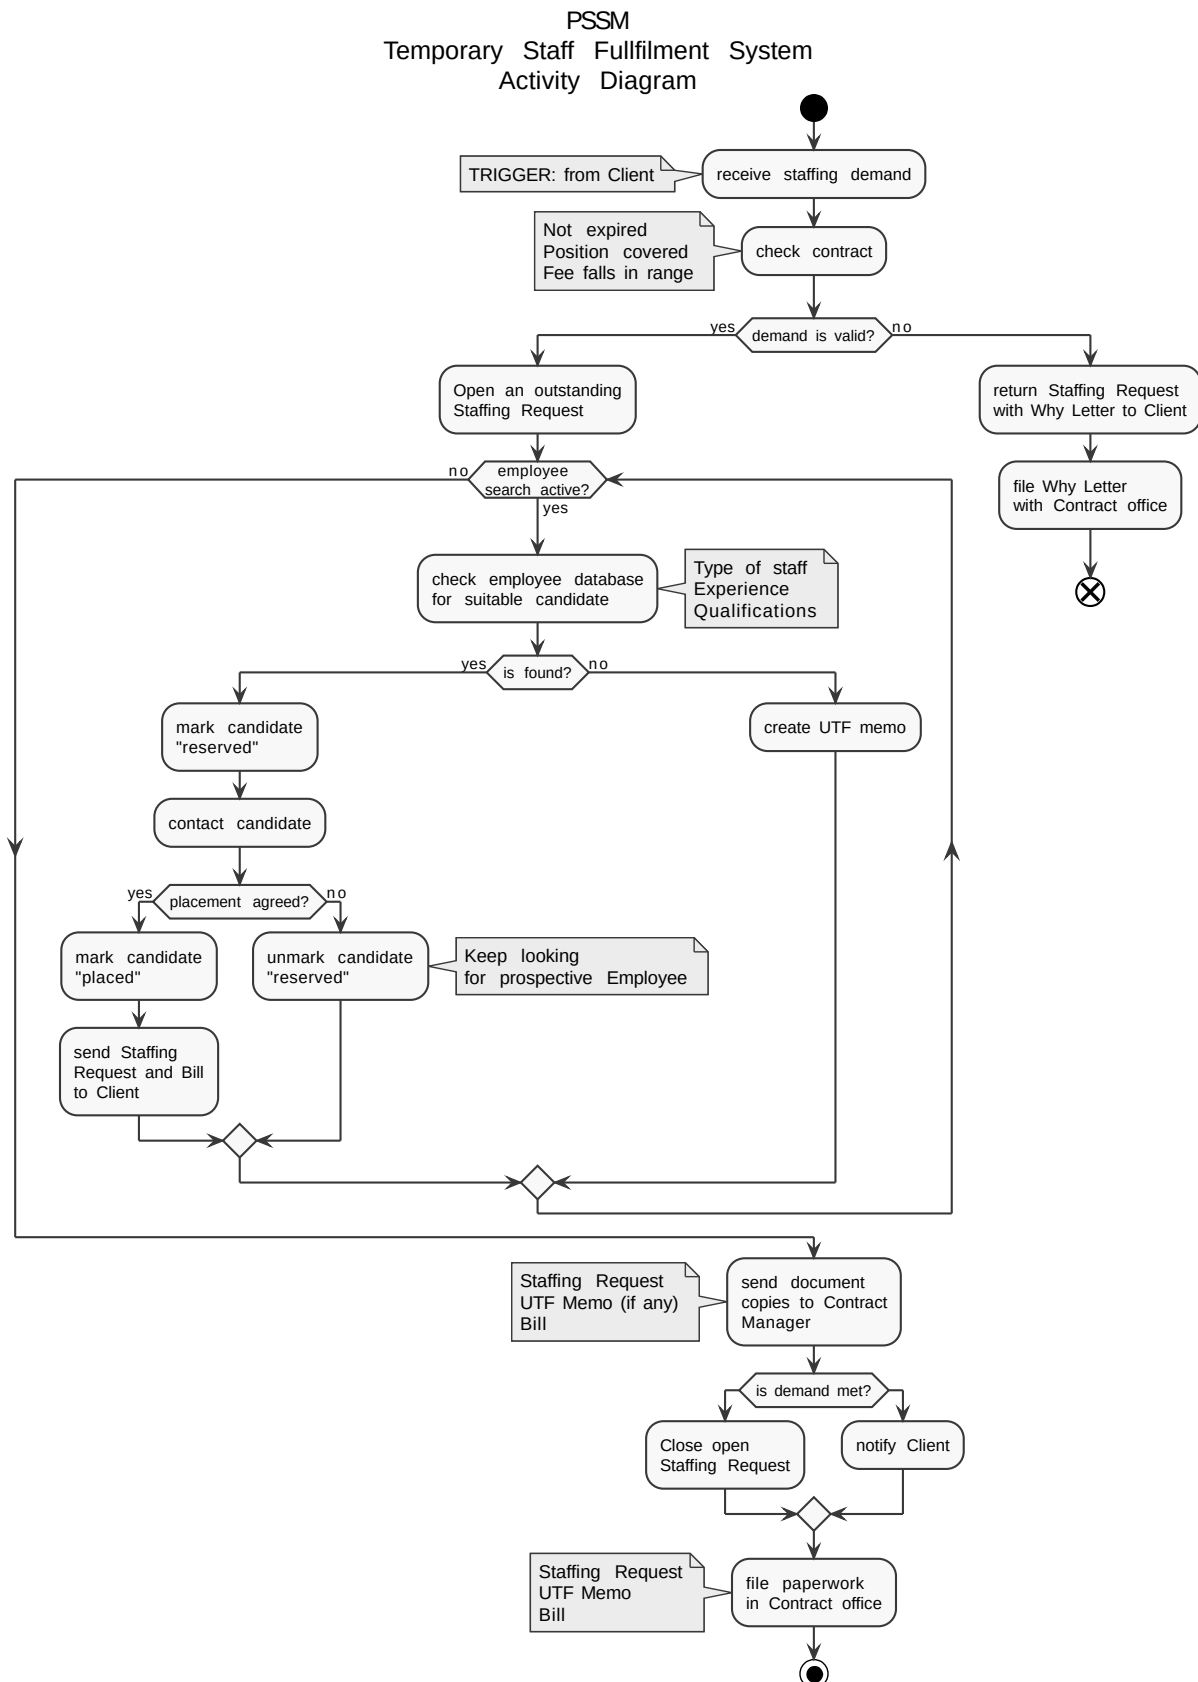 PSSM
Temporary Staff Fullfilment System
Activity Diagram
TRIGGER: from Client
receive staffing demand
Not expired
Position covered
Fee falls in range
check contract
yes
demand is valid?
no
Open an outstanding
Staffing Request
return Staffing Request
with Why Letter to Client
no
employee
search active?
yes
file Why Letter
with Contract office
check employee database
for suitable candidate
Type of staff
Experience
Qualifications
yes
is found?
no
mark candidate
"reserved"
create UTF memo
contact candidate
yes
placement agreed?
no
mark candidate
"placed"
unmark candidate
"reserved"
Keep looking
for prospective Employee
send Staffing
Request and Bill
to Client
Staffing Request
UTF Memo (if any)
Bill
send document
copies to Contract
Manager
is demand met?
Close open
Staffing Request
notify Client
Staffing Request
UTF Memo
Bill
file paperwork
in Contract office